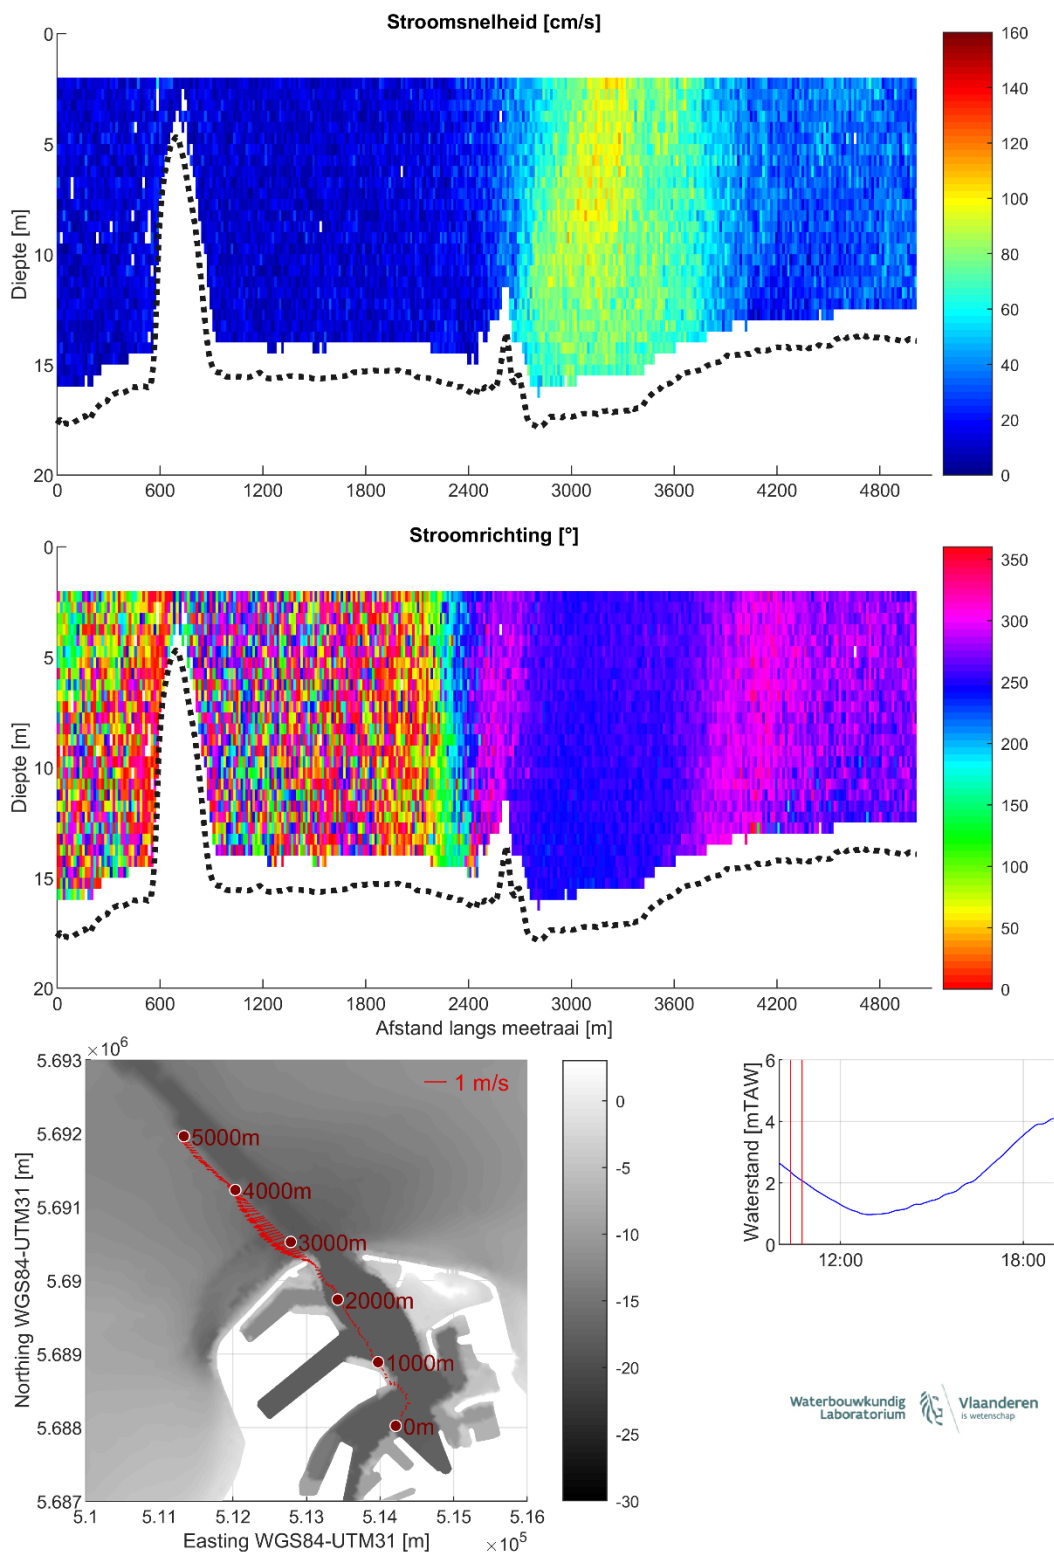 Stroomsnelheid [cm/s]
Diepte [m]
0
5
10
15
20
0 600 1200 1800 2400 3000 3600 4200 4800
160
140
120
100
80
60
40
20
0
Stroomrichting [°]
Diepte [m]
0
5
10
15
20
0 600 1200 1800 2400 3000 3600 4200 4800
Afstand langs meetraai [m]
350
300
250
200
150
100
50
0
×10⁶
5.693
5.692
5.691
5.69
5.689
5.688
5.687
Northing WGS84-UTM31 [m]
1 m/s
5000m
4000m
3000m
2000m
1000m
0m
5.1 5.11 5.12 5.13 5.14 5.15 5.16
Easting WGS84-UTM31 [m]
×10⁵
0
-5
-10
-15
-20
-25
-30
Waterstand [mTAW]
6
4
2
0
12:00 18:00
Waterbouwkundig
Laboratorium
Vlaanderen
is wetenschap